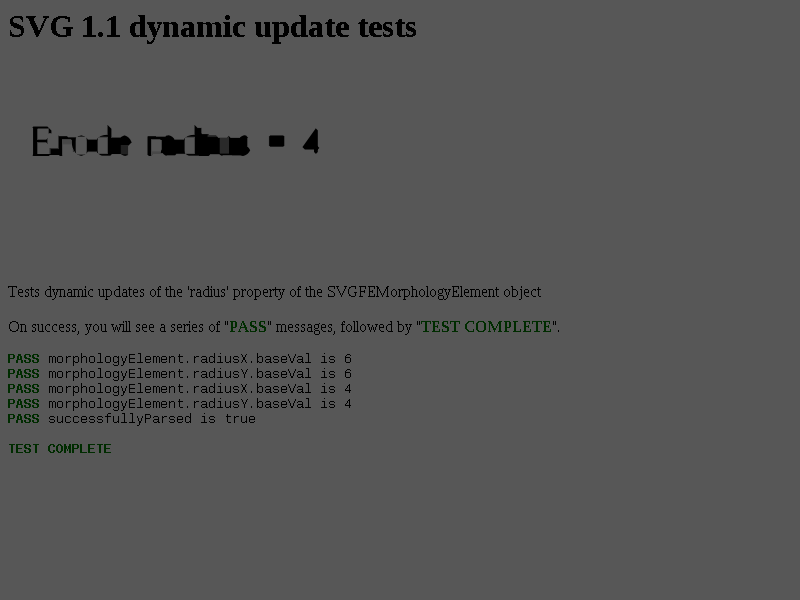 SVG 1.1 dynamic update tests
Erode radius = 4
Tests dynamic updates of the 'radius' property of the SVGFEMorphologyElement object
On success, you will see a series of "PASS" messages, followed by "TEST COMPLETE".
PASS morphologyElement.radiusX.baseVal is 6
PASS morphologyElement.radiusY.baseVal is 6
PASS morphologyElement.radiusX.baseVal is 4
PASS morphologyElement.radiusY.baseVal is 4
PASS successfullyParsed is true
TEST COMPLETE